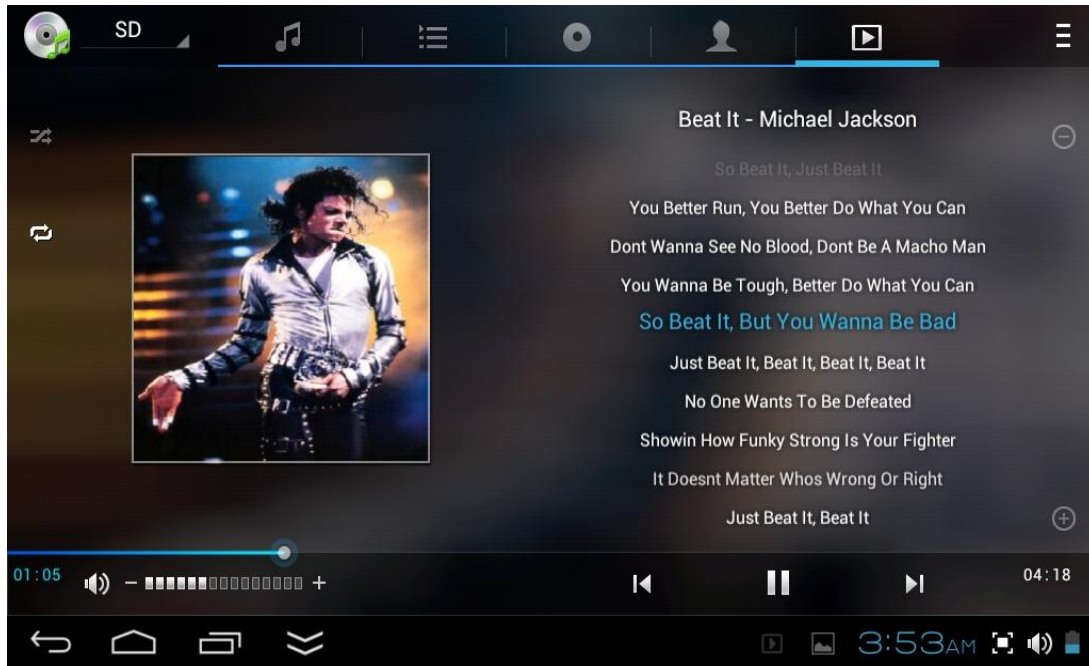 SD
Beat It - Michael Jackson
So Beat It, Just Beat It
You Better Run, You Better Do What You Can
Dont Wanna See No Blood, Dont Be A Macho Man
You Wanna Be Tough, Better Do What You Can
So Beat It, But You Wanna Be Bad
Just Beat It, Beat It, Beat It, Beat It
No One Wants To Be Defeated
Showin How Funky Strong Is Your Fighter
It Doesnt Matter Whos Wrong Or Right
Just Beat It, Beat It
01:05
04:18
3:53AM